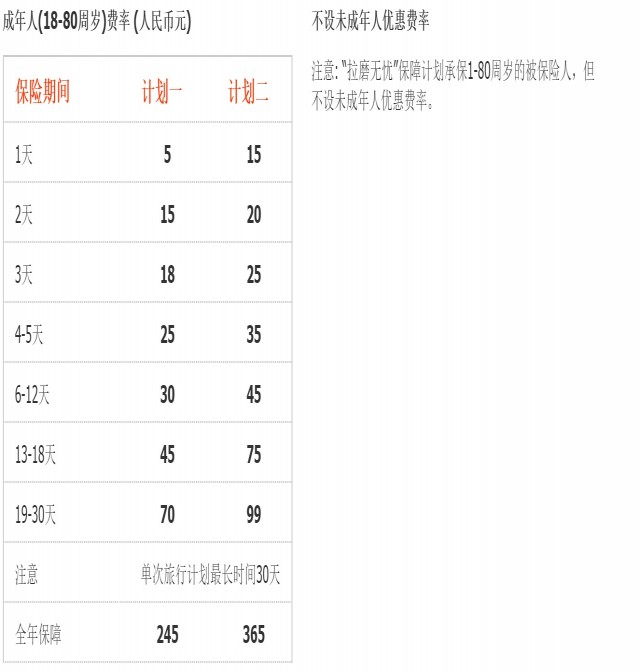 成年人(18-80周岁)费率 (人民币元)
保险期间 计划一 计划二
1天 5 15
2天 15 20
3天 18 25
4-5天 25 35
6-12天 30 45
13-18天 45 75
19-30天 70 99
注意 单次旅行计划最长时间30天
全年保障 245 365
不设未成年人优惠费率
注意: “拉磨无忧”保障计划承保1-80周岁的被保险人，但
不设未成年人优惠费率。